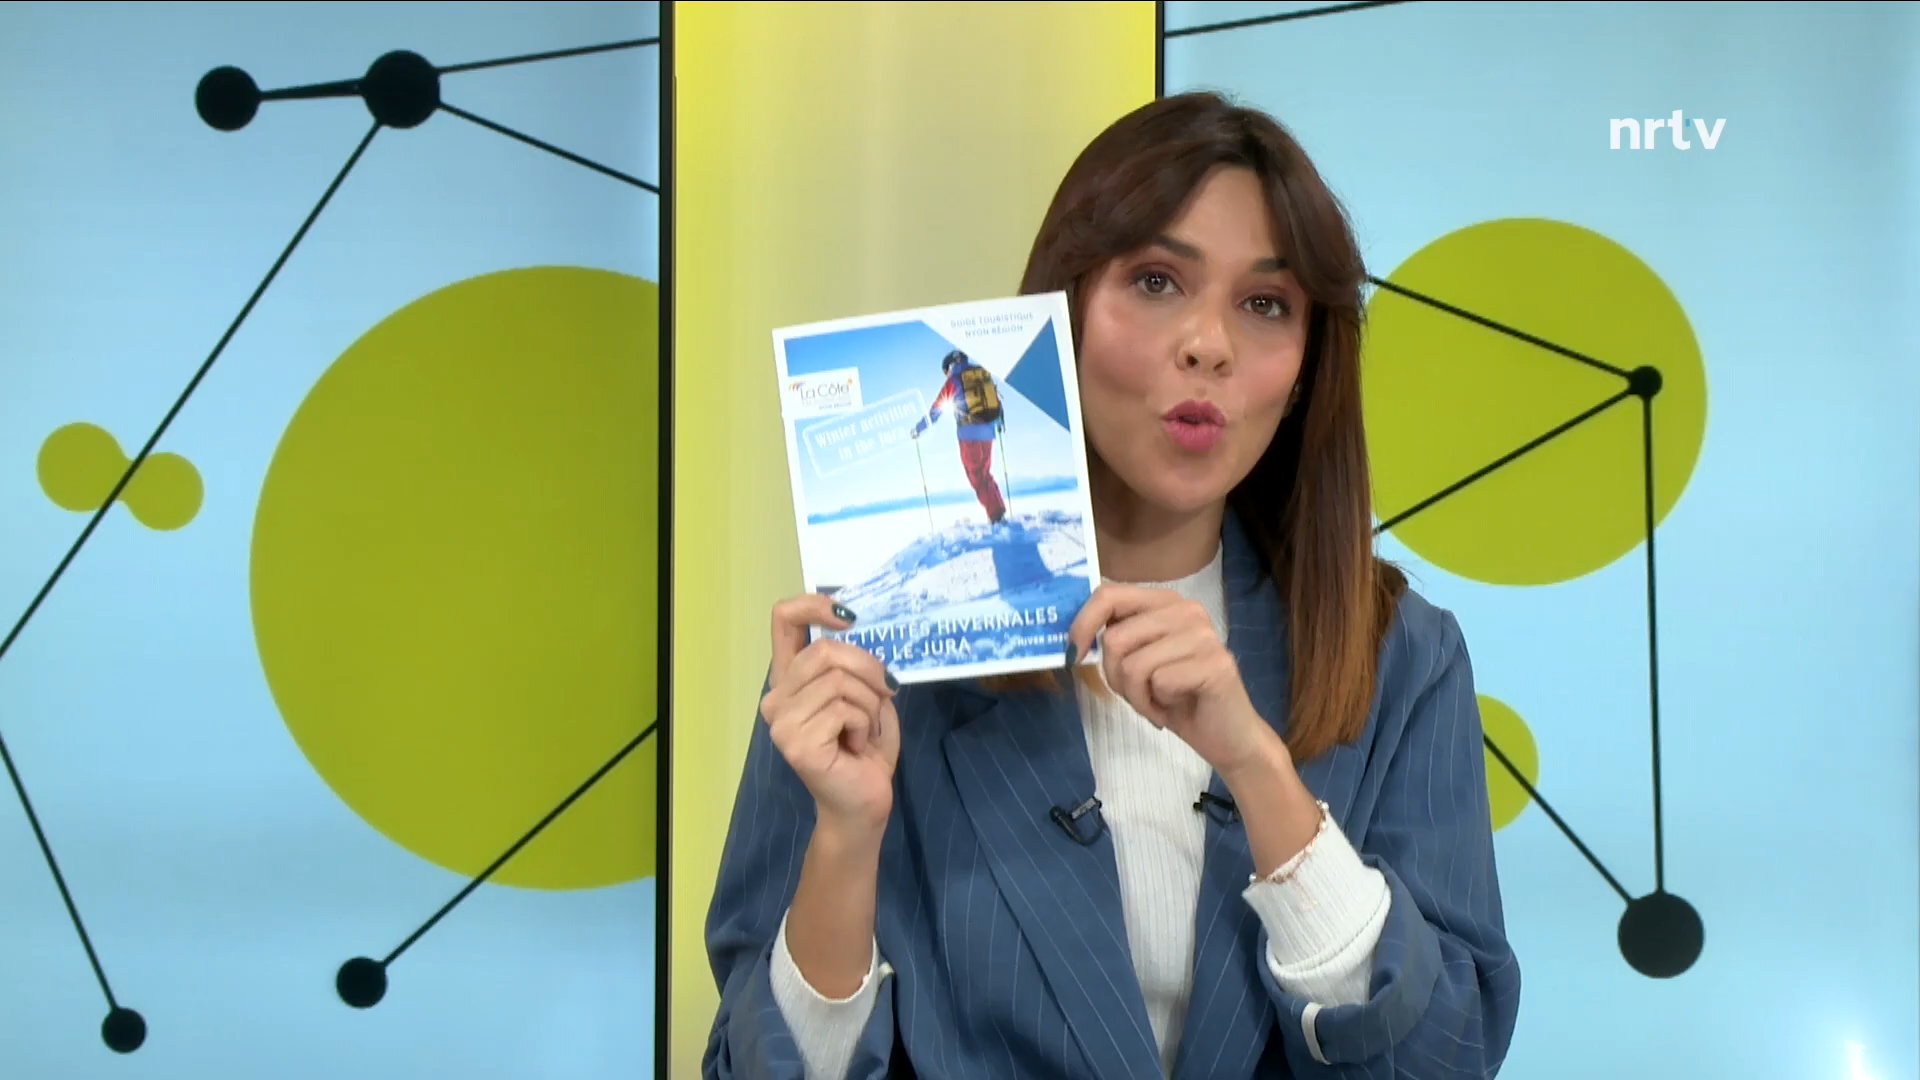 nrtv
GUIDE TOURISTIQUE
NYON RÉGION
La Côte
Winter activities
in the Jura
ACTIVITÉS HIVERNALES
LE JURA
HIVER